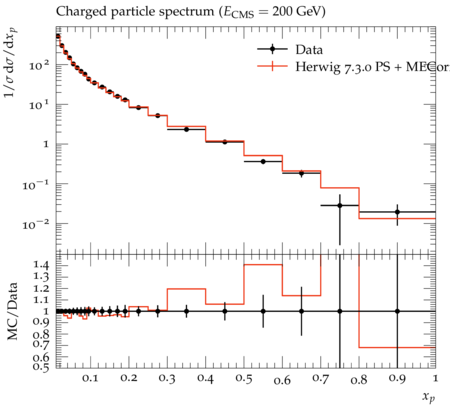 Charged particle spectrum (E_CMS = 200 GeV)
1/σ dσ/dx_p
Data
Herwig 7.3.0 PS + MECor
10^2
10^1
1
10^-1
10^-2
MC/Data
1.4
1.3
1.2
1.1
1
0.9
0.8
0.7
0.6
0.5
0.1 0.2 0.3 0.4 0.5 0.6 0.7 0.8 0.9 1
x_p